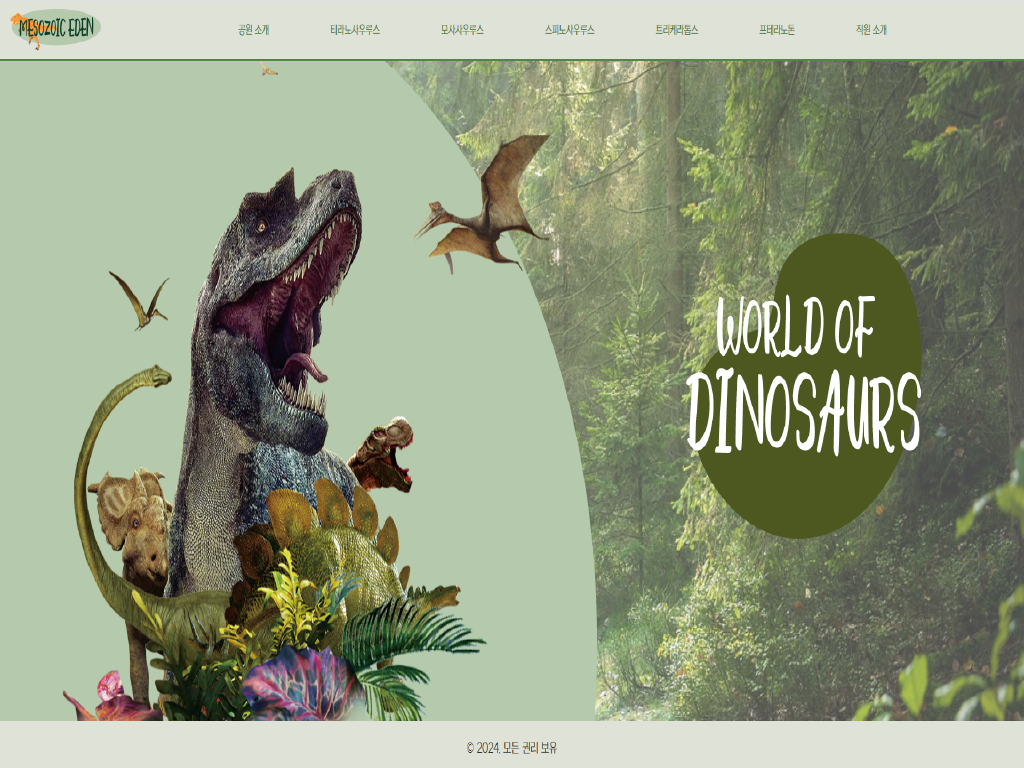 MESOZOIC EDEN
공원 소개
티라노사우루스
모사사우루스
스피노사우루스
트리케라톱스
프테라노돈
직원 소개
WORLD OF
DINOSAURS
© 2024. 모든 권리 보유